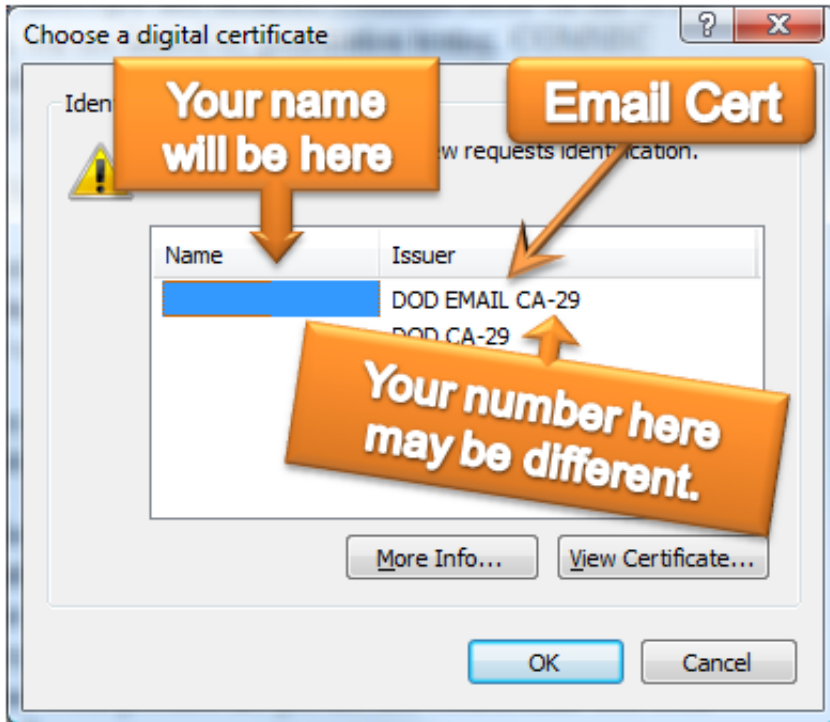 Choose a digital certificate
?
X
Your name
will be here
Email Cert
Iden
requests identification.
Name
Issuer
DOD EMAIL CA-29
DOD CA-29
Your number here
may be different.
More Info...
View Certificate...
OK
Cancel